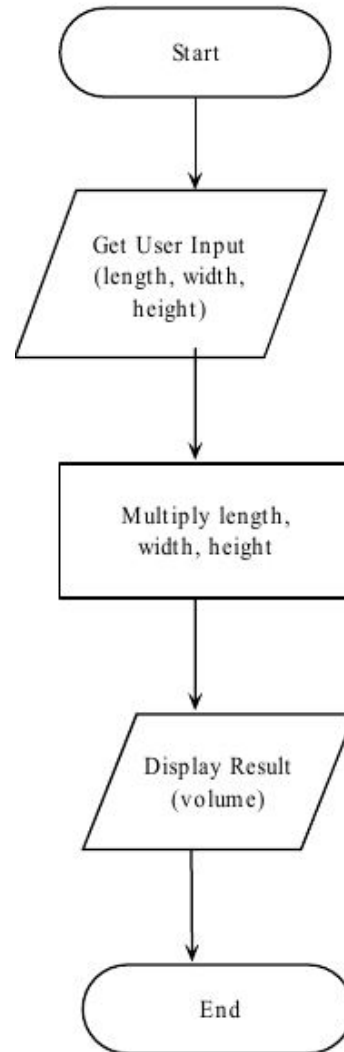 Start
Get User Input
(length, width,
height)
Multiply length,
width, height
Display Result
(volume)
End